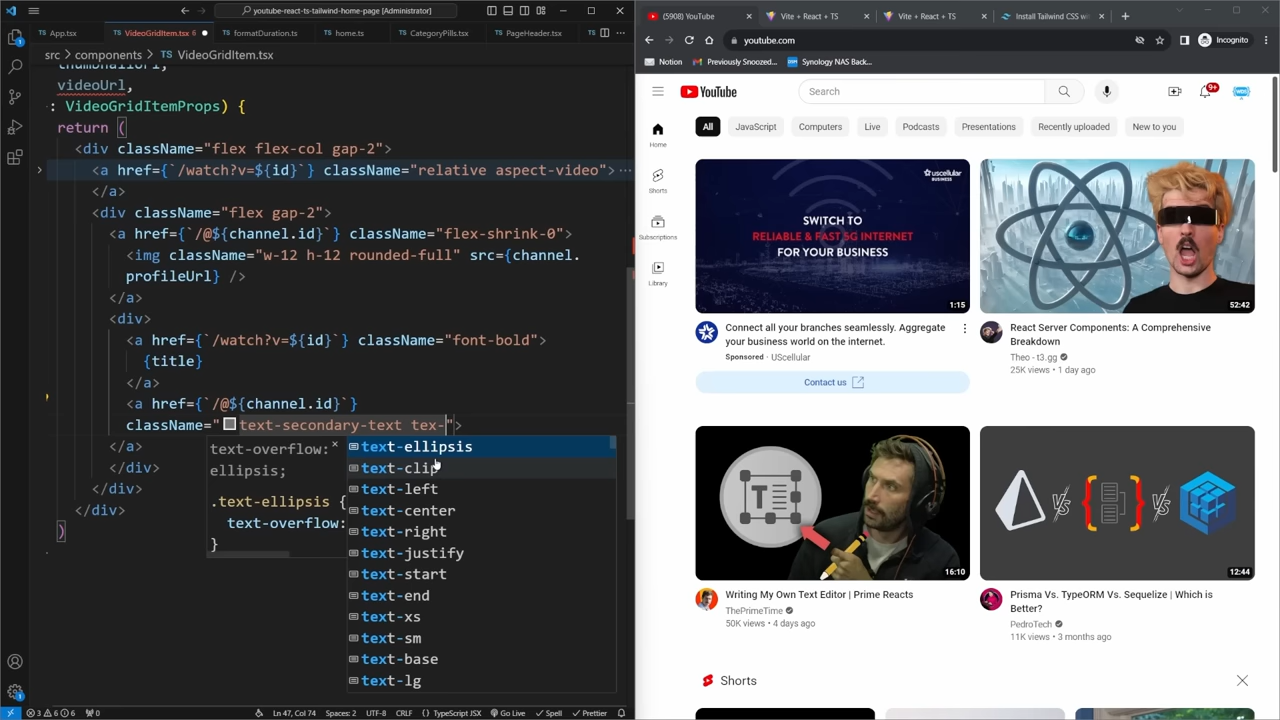 youtube-react-ts-tailwind-home-page [Administrator]
App.tsx
VideoGridItem.tsx 6
formatDuration.ts
home.ts
CategoryPills.tsx
PageHeader.tsx
src > components > VideoGridItem.tsx
videoUrl,
: VideoGridItemProps) {
return (
<div className="flex flex-col gap-2">
<a href={`/watch?v=${id}`} className="relative aspect-video">
</a>
<div className="flex gap-2">
href={`/@${channel.id}`} className="flex-shrink-0">
<img className="w-12 h-12 rounded-full" src={channel.
profileUrl} />
</a>
<div>
<a href={`/watch?v=${id}`} className="font-bold">
{title}
</a>
<a href={`/@${channel.id}`}
className="text-secondary-text tex-">
</a>
</div>
</div>
</div>
)
text-overflow:
ellipsis;
.text-ellipsis {
text-overflow:
}
text-ellipsis
text-clip
text-left
text-center
text-right
text-justify
text-start
text-end
text-xs
text-sm
text-base
text-lg
3 6 6
0
Ln 47, Col 74
Spaces: 2
UTF-8
CRLF
{} TypeScript JSX
Go Live
Spell
Prettier
(5908) YouTube
Vite + React + TS
Vite + React + TS
Install Tailwind CSS wi
youtube.com
Incognito
Notion
Previously Snoozed...
Synology NAS Back...
YouTube
Search
9+
WDS
Home
Shorts
Subscriptions
Library
All
JavaScript
Computers
Live
Podcasts
Presentations
Recently uploaded
New to you
uscellular
BUSINESS
SWITCH TO
RELIABLE & FAST 5G INTERNET
FOR YOUR BUSINESS
1:15
52:42
Connect all your branches seamlessly. Aggregate
your business world on the internet.
Sponsored · UScellular
Contact us
React Server Components: A Comprehensive
Breakdown
Theo - t3․gg
25K views • 1 day ago
T
16:10
VS
VS
12:44
Writing My Own Text Editor | Prime Reacts
ThePrimeTime
50K views • 4 days ago
Prisma Vs. TypeORM Vs. Sequelize | Which is
Better?
PedroTech
11K views • 3 months ago
Shorts